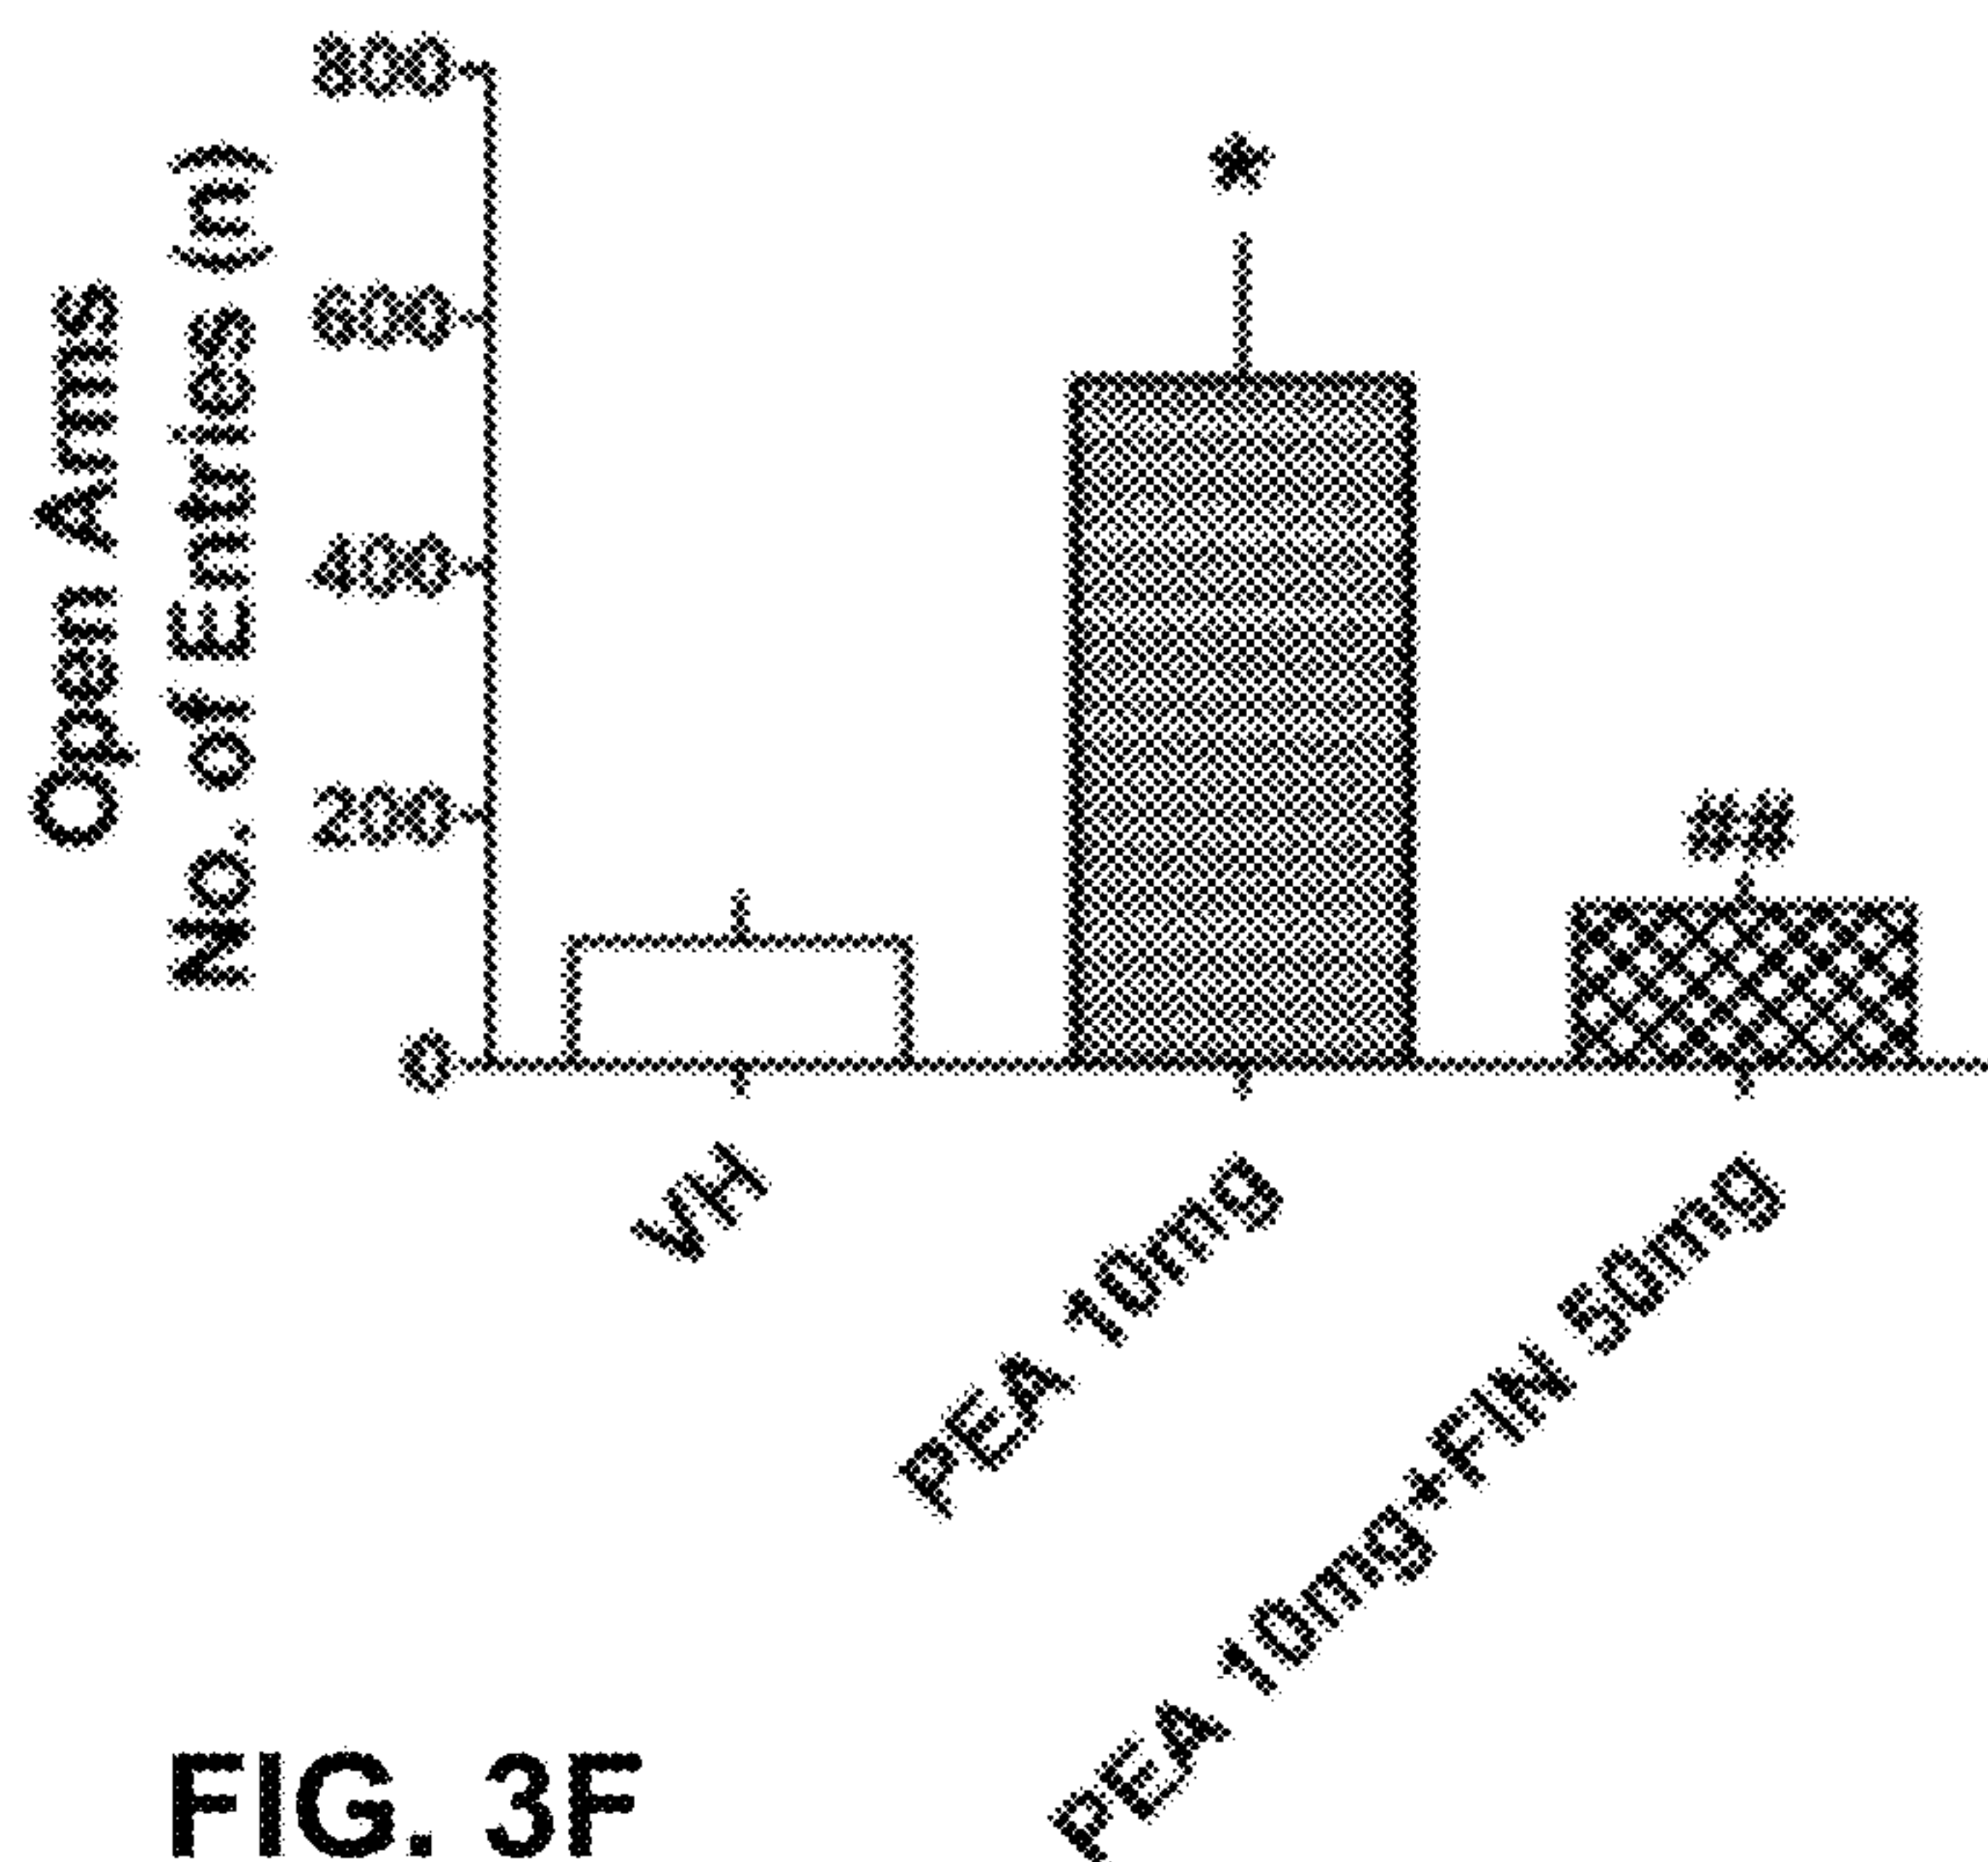 Open Arms
No. of Entries (n)
800
600
400
200
0
*
##
VH
PEA 10mg
PEA 10mg+FIN 50mg
FIG. 3F